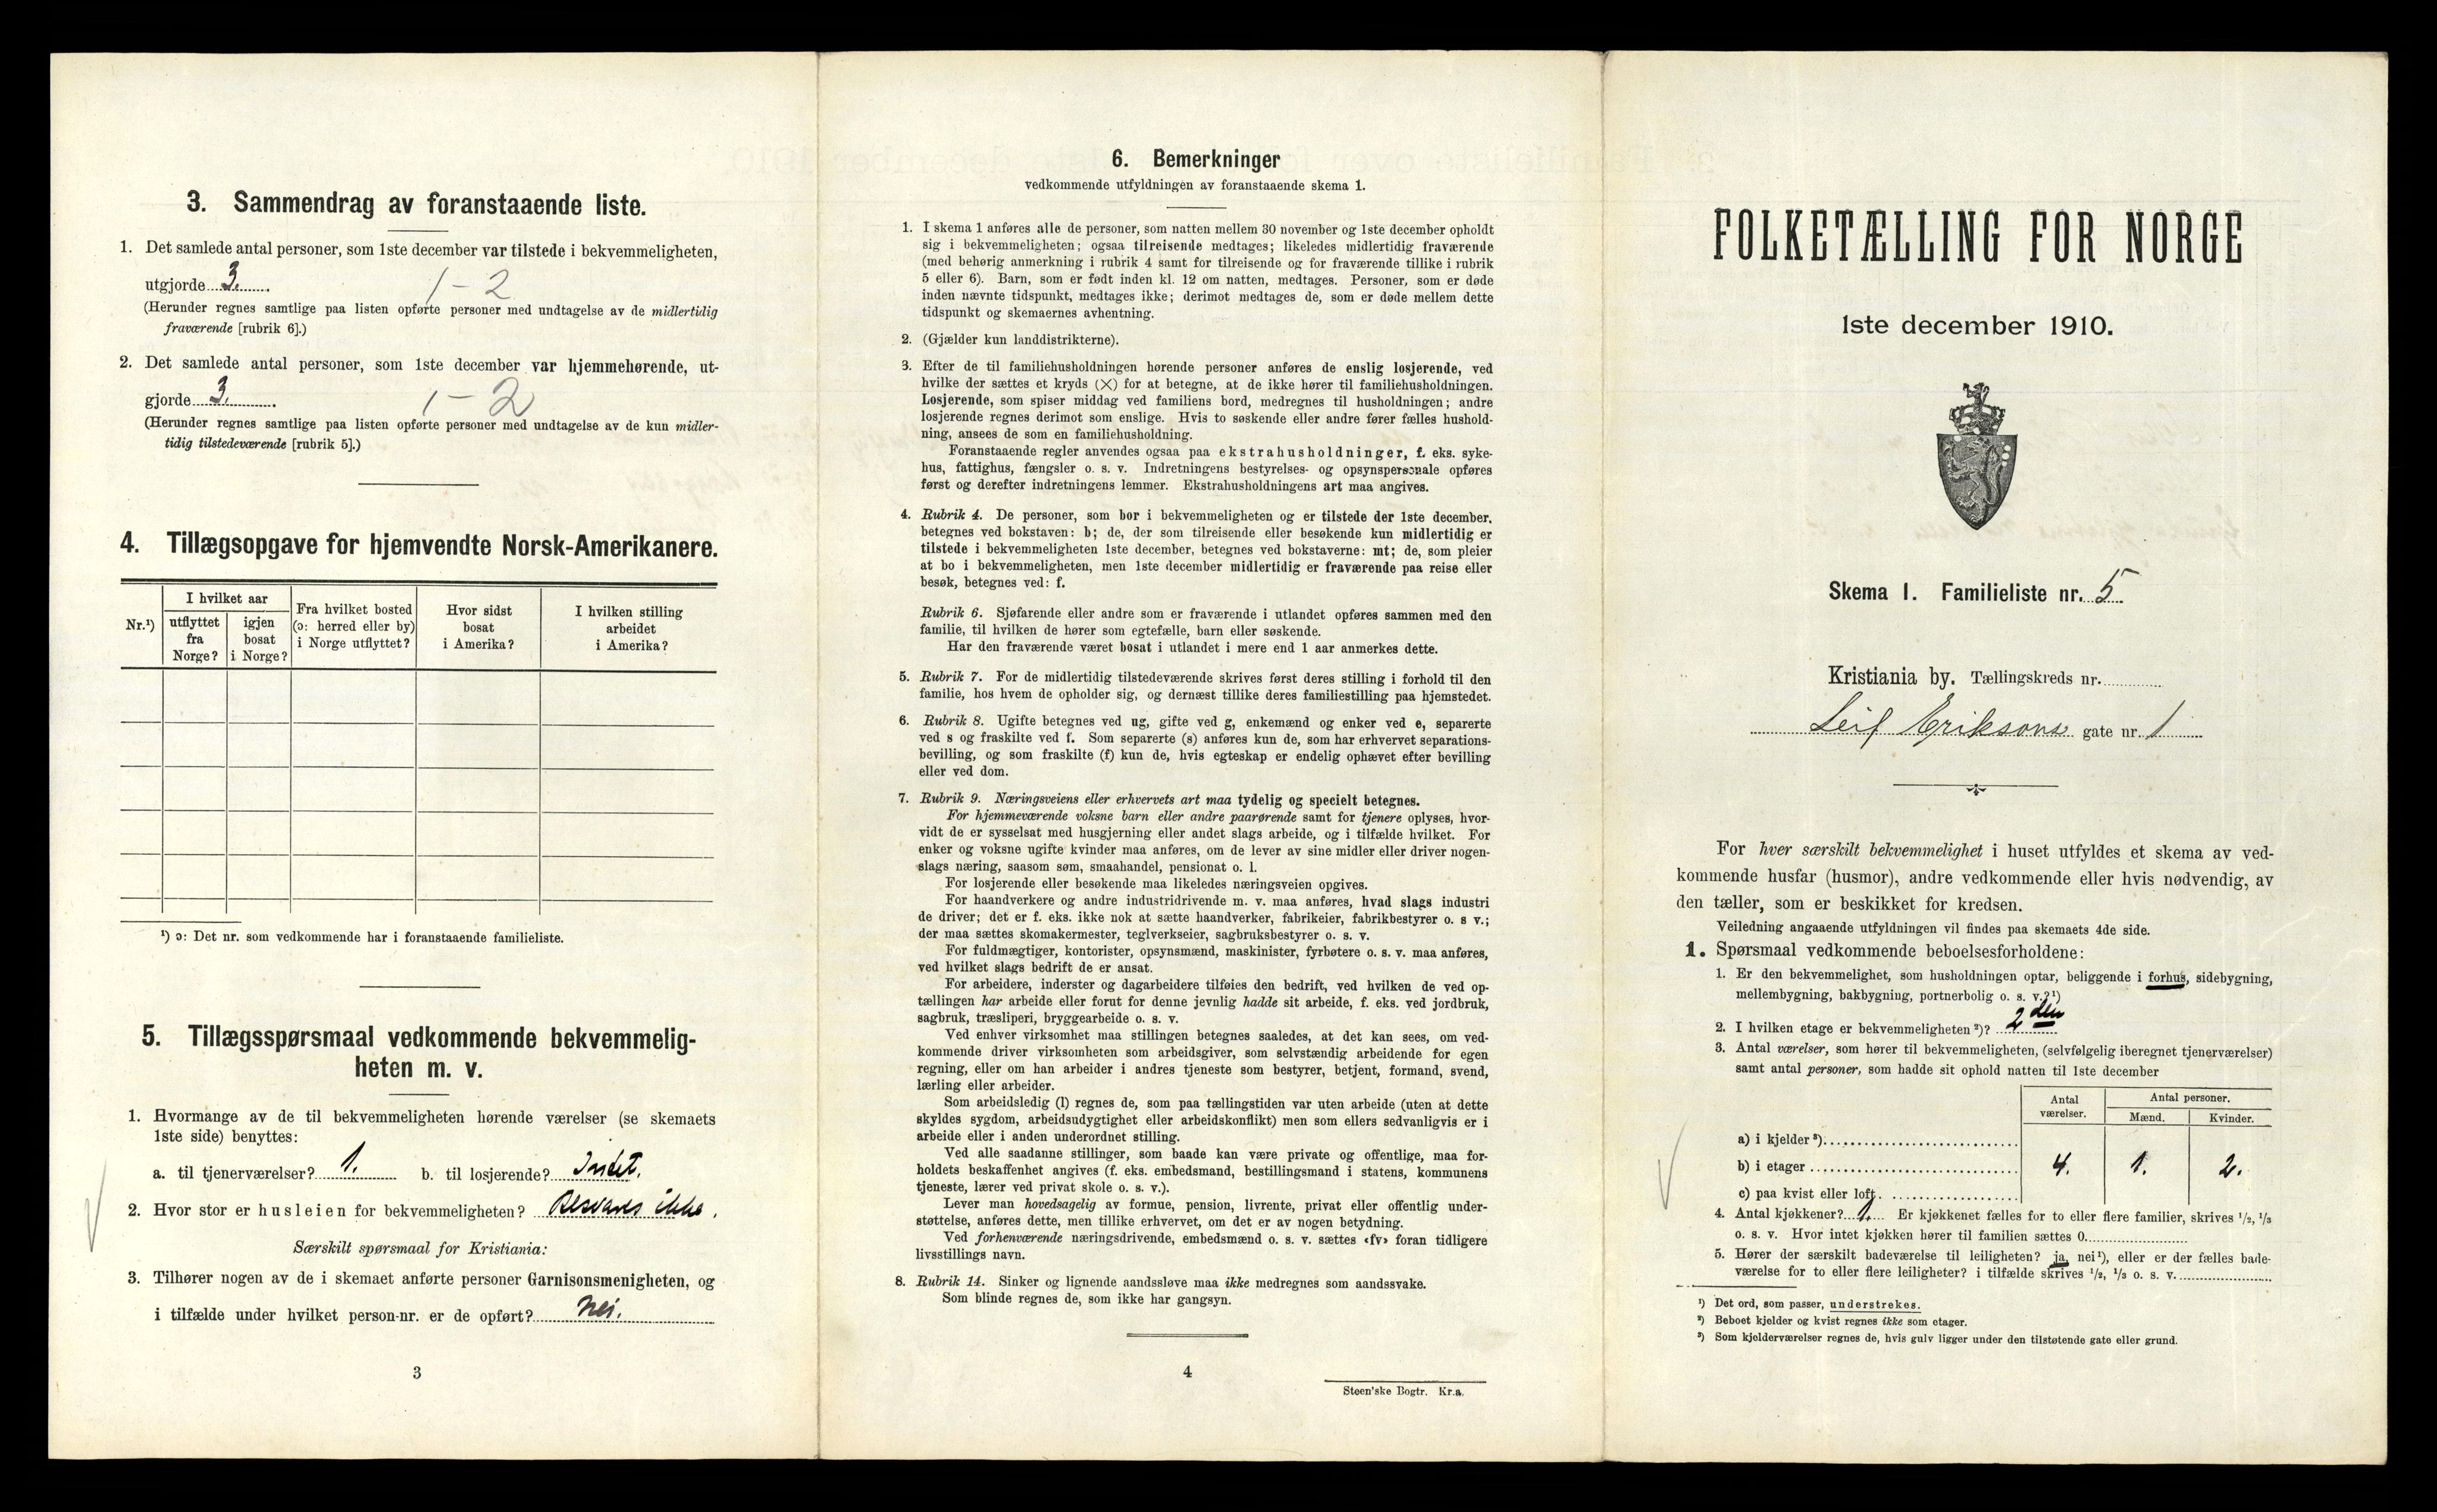 3. Sammendrag av foranstaaende liste.
1. Det samlede antal personer, som 1ste december var tilstede i bekvemmeligheten,
utgjorde 3. 1 – 2
(Herunder regnes samtlige paa listen opførte personer med undtagelse av de midlertidig
fraværende [rubrik 6].)
2. Det samlede antal personer, som 1ste december var hjemmehørende, ut-
gjorde 3. 1 – 2
(Herunder regnes samtlige paa listen opførte personer med undtagelse av de kun midler-
tidig tilstedeværende [rubrik 5].)
4. Tillægsopgave for hjemvendte Norsk-Amerikanere.
Nr.¹)
I hvilket aar
utflyttet
fra
Norge?
igjen
bosat
i Norge?
Fra hvilket bosted
(ɔ: herred eller by)
i Norge utflyttet?
Hvor sidst
bosat
i Amerika?
I hvilken stilling
arbeidet
i Amerika?
¹) ɔ: Det nr. som vedkommende har i foranstaaende familieliste.
5. Tillægsspørsmaal vedkommende bekvemmelig-
heten m. v.
1. Hvormange av de til bekvemmeligheten hørende værelser (se skemaets
1ste side) benyttes:
a. til tjenerværelser? 1. b. til losjerende? Intet.
2. Hvor stor er husleien for bekvemmeligheten? Besvares ikke.
Særskilt spørsmaal for Kristiania:
3. Tilhører nogen av de i skemaet anførte personer Garnisonsmenigheten, og
i tilfælde under hvilket person-nr. er de opført? Nei.
3
6. Bemerkninger
vedkommende utfyldningen av foranstaaende skema 1.
1. I skema 1 anføres alle de personer, som natten mellem 30 november og 1ste december opholdt
sig i bekvemmeligheten; ogsaa tilreisende medtages; likeledes midlertidig fraværende
(med behørig anmerkning i rubrik 4 samt for tilreisende og for fraværende tillike i rubrik
5 eller 6). Barn, som er født inden kl. 12 om natten, medtages. Personer, som er døde
inden nævnte tidspunkt, medtages ikke; derimot medtages de, som er døde mellem dette
tidspunkt og skemaernes avhentning.
2. (Gjælder kun landdistrikterne).
3. Efter de til familiehusholdningen hørende personer anføres de enslig losjerende, ved
hvilke der sættes et kryds (×) for at betegne, at de ikke hører til familiehusholdningen.
Losjerende, som spiser middag ved familiens bord, medregnes til husholdningen; andre
losjerende regnes derimot som enslige. Hvis to søskende eller andre fører fælles hushold-
ning, ansees de som en familiehusholdning.
Foranstaaende regler anvendes ogsaa paa ekstrahusholdninger, f. eks. syke-
hus, fattighus, fængsler o. s. v. Indretningens bestyrelses- og opsynspersonale opføres
først og derefter indretningens lemmer. Ekstrahusholdningens art maa angives.
4. Rubrik 4. De personer, som bor i bekvemmeligheten og er tilstede der 1ste december,
betegnes ved bokstaven: b; de, der som tilreisende eller besøkende kun midlertidig er
tilstede i bekvemmeligheten 1ste december, betegnes ved bokstaverne: mt; de, som pleier
at bo i bekvemmeligheten, men 1ste december midlertidig er fraværende paa reise eller
besøk, betegnes ved: f.
Rubrik 6. Sjøfarende eller andre som er fraværende i utlandet opføres sammen med den
familie, til hvilken de hører som egtefælle, barn eller søskende.
Har den fraværende været bosat i utlandet i mere end 1 aar anmerkes dette.
5. Rubrik 7. For de midlertidig tilstedeværende skrives først deres stilling i forhold til den
familie, hos hvem de opholder sig, og dernæst tillike deres familiestilling paa hjemstedet.
6. Rubrik 8. Ugifte betegnes ved ug, gifte ved g, enkemænd og enker ved e, separerte
ved s og fraskilte ved f. Som separerte (s) anføres kun de, som har erhvervet separations-
bevilling, og som fraskilte (f) kun de, hvis egteskap er endelig ophævet efter bevilling
eller ved dom.
7. Rubrik 9. Næringsveiens eller erhvervets art maa tydelig og specielt betegnes.
For hjemmeværende voksne barn eller andre paarørende samt for tjenere oplyses, hvor-
vidt de er sysselsat med husgjerning eller andet slags arbeide, og i tilfælde hvilket. For
enker og voksne ugifte kvinder maa anføres, om de lever av sine midler eller driver nogen-
slags næring, saasom søm, smaahandel, pensionat o. l.
For losjerende eller besøkende maa likeledes næringsveien opgives.
For haandverkere og andre industridrivende m. v. maa anføres, hvad slags industri
de driver; det er f. eks. ikke nok at sætte haandverker, fabrikeier, fabrikbestyrer o. s v.;
der maa sættes skomakermester, teglverkseier, sagbruksbestyrer o. s. v.
For fuldmægtiger, kontorister, opsynsmænd, maskinister, fyrbøtere o. s. v. maa anføres,
ved hvilket slags bedrift de er ansat.
For arbeidere, inderster og dagarbeidere tilføies den bedrift, ved hvilken de ved op-
tællingen har arbeide eller forut for denne jevnlig hadde sit arbeide, f. eks. ved jordbruk,
sagbruk, træsliperi, bryggearbeide o. s. v.
Ved enhver virksomhet maa stillingen betegnes saaledes, at det kan sees, om ved-
kommende driver virksomheten som arbeidsgiver, som selvstændig arbeidende for egen
regning, eller om han arbeider i andres tjeneste som bestyrer, betjent, formand, svend,
lærling eller arbeider.
Som arbeidsledig (l) regnes de, som paa tællingstiden var uten arbeide (uten at dette
skyldes sygdom, arbeidsudygtighet eller arbeidskonflikt) men som ellers sedvanligvis er i
arbeide eller i anden underordnet stilling.
Ved alle saadanne stillinger, som baade kan være private og offentlige, maa for-
holdets beskaffenhet angives (f. eks. embedsmand, bestillingsmand i statens, kommunens
tjeneste, lærer ved privat skole o. s. v.).
Lever man hovedsagelig av formue, pension, livrente, privat eller offentlig under-
støttelse, anføres dette, men tillike erhvervet, om det er av nogen betydning.
Ved forhenværende næringsdrivende, embedsmænd o. s. v. sættes «fv» foran tidligere
livsstillings navn.
8. Rubrik 14. Sinker og lignende aandssløve maa ikke medregnes som aandssvake.
Som blinde regnes de, som ikke har gangsyn.
4
Steen'ske Bogtr. Kr.a.
FOLKETÆLLING FOR NORGE
1ste december 1910.
Skema 1. Familieliste nr. 5
Kristiania by. Tællingskreds nr.
Leif Eriksons gate nr. 1
For hver særskilt bekvemmelighet i huset utfyldes et skema av ved-
kommende husfar (husmor), andre vedkommende eller hvis nødvendig, av
den tæller, som er beskikket for kredsen.
Veiledning angaaende utfyldningen vil findes paa skemaets 4de side.
1. Spørsmaal vedkommende beboelsesforholdene:
1. Er den bekvemmelighet, som husholdningen optar, beliggende i forhus, sidebygning,
mellembygning, bakbygning, portnerbolig o. s. v.?¹)
2. I hvilken etage er bekvemmeligheten²)? 2den
3. Antal værelser, som hører til bekvemmeligheten, (selvfølgelig iberegnet tjenerværelser)
samt antal personer, som hadde sit ophold natten til 1ste december
Antal
værelser.
Antal personer.
Mænd. Kvinder.
a) i kjelder³)
b) i etager 4. 1. 2.
c) paa kvist eller loft
4. Antal kjøkkener? 1. Er kjøkkenet fælles for to eller flere familier, skrives ¹/₂, ¹/₃
o. s. v. Hvor intet kjøkken hører til familien sættes 0.
5. Hører der særskilt badeværelse til leiligheten? ja, nei¹), eller er der fælles bade-
værelse for to eller flere leiligheter? i tilfælde skrives ¹/₂, ¹/₃ o. s. v.
¹) Det ord, som passer, understrekes.
²) Beboet kjelder og kvist regnes ikke som etager.
³) Som kjelderværelser regnes de, hvis gulv ligger under den tilstøtende gate eller grund.